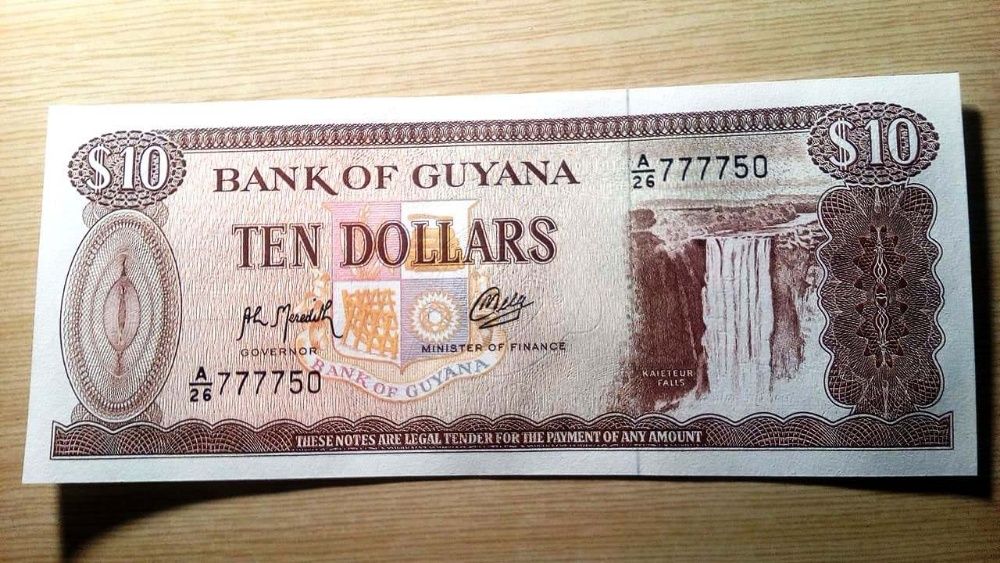 $10
BANK OF GUYANA
A/26 777750
$10
TEN DOLLARS
GOVERNOR
MINISTER OF FINANCE
A/26 777750
BANK OF GUYANA
KAIETEUR
FALLS
THESE NOTES ARE LEGAL TENDER FOR THE PAYMENT OF ANY AMOUNT